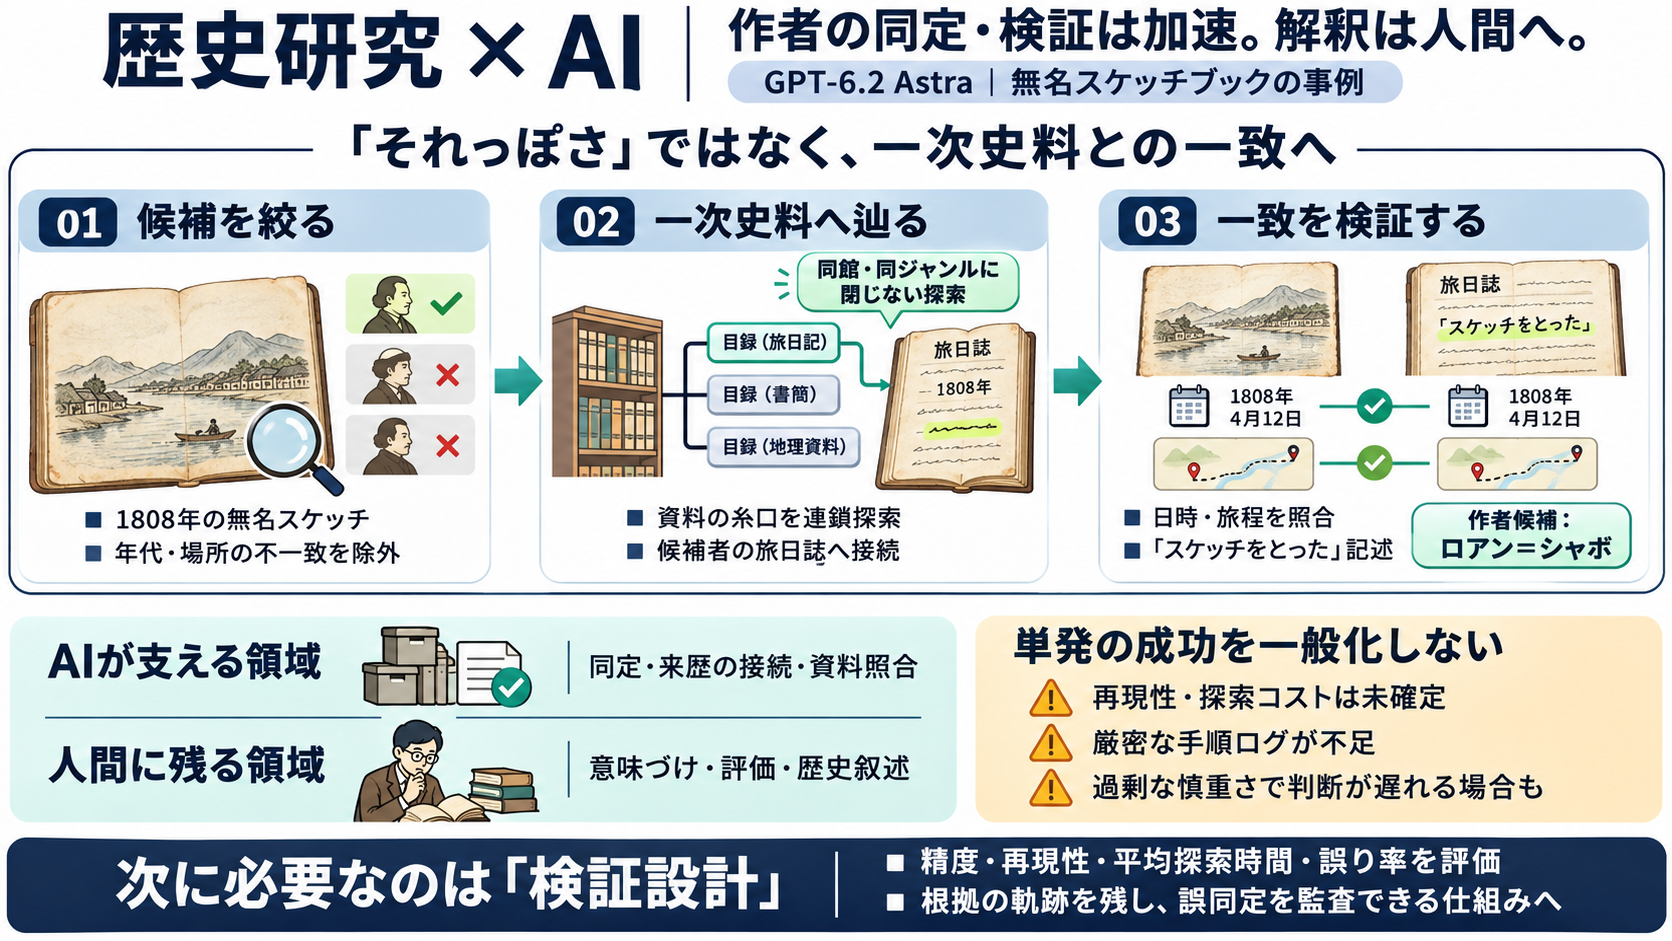 歴史研究×AI
作者の同定・検証は加速。解釈は人間へ。
GPT-6.2 Astra｜無名スケッチブックの事例
「それっぽさ」ではなく、一次史料との一致へ
01 候補を絞る
1808年の無名スケッチ
年代・場所の不一致を除外
02 一次史料へ辿る
同館・同ジャンルに
閉じない探索
目録（旅日記）
目録（書簡）
目録（地理資料）
旅日誌
1808年
資料の糸口を連鎖探索
候補者の旅日誌へ接続
03 一致を検証する
旅日誌
「スケッチをとった」
1808年
4月12日
1808年
4月12日
日時・旅程を照合
「スケッチをとった」記述
作者候補：
ロアン＝シャボ
AIが支える領域
同定・来歴の接続・資料照合
人間に残る領域
意味づけ・評価・歴史叙述
単発の成功を一般化しない
再現性・探索コストは未確定
厳密な手順ログが不足
過剰な慎重さで判断が遅れる場合も
次に必要なのは「検証設計」
精度・再現性・平均探索時間・誤り率を評価
根拠の軌跡を残し、誤同定を監査できる仕組みへ